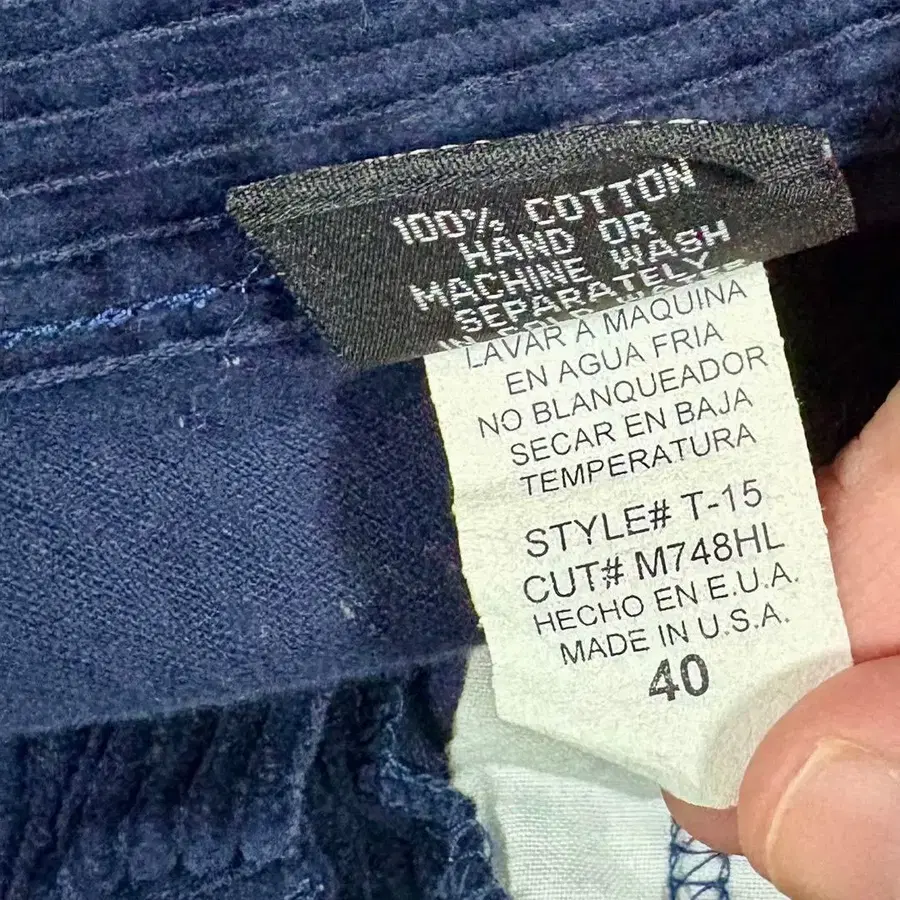 100% COTTON
HAND OR
MACHINE WASH
SEPARATELY
LAVAR A MAQUINA
EN AGUA FRIA
NO BLANQUEADOR
SECAR EN BAJA
TEMPERATURA
STYLE# T-15
CUT# M748HL
HECHO EN E.U.A.
MADE IN U.S.A.
40